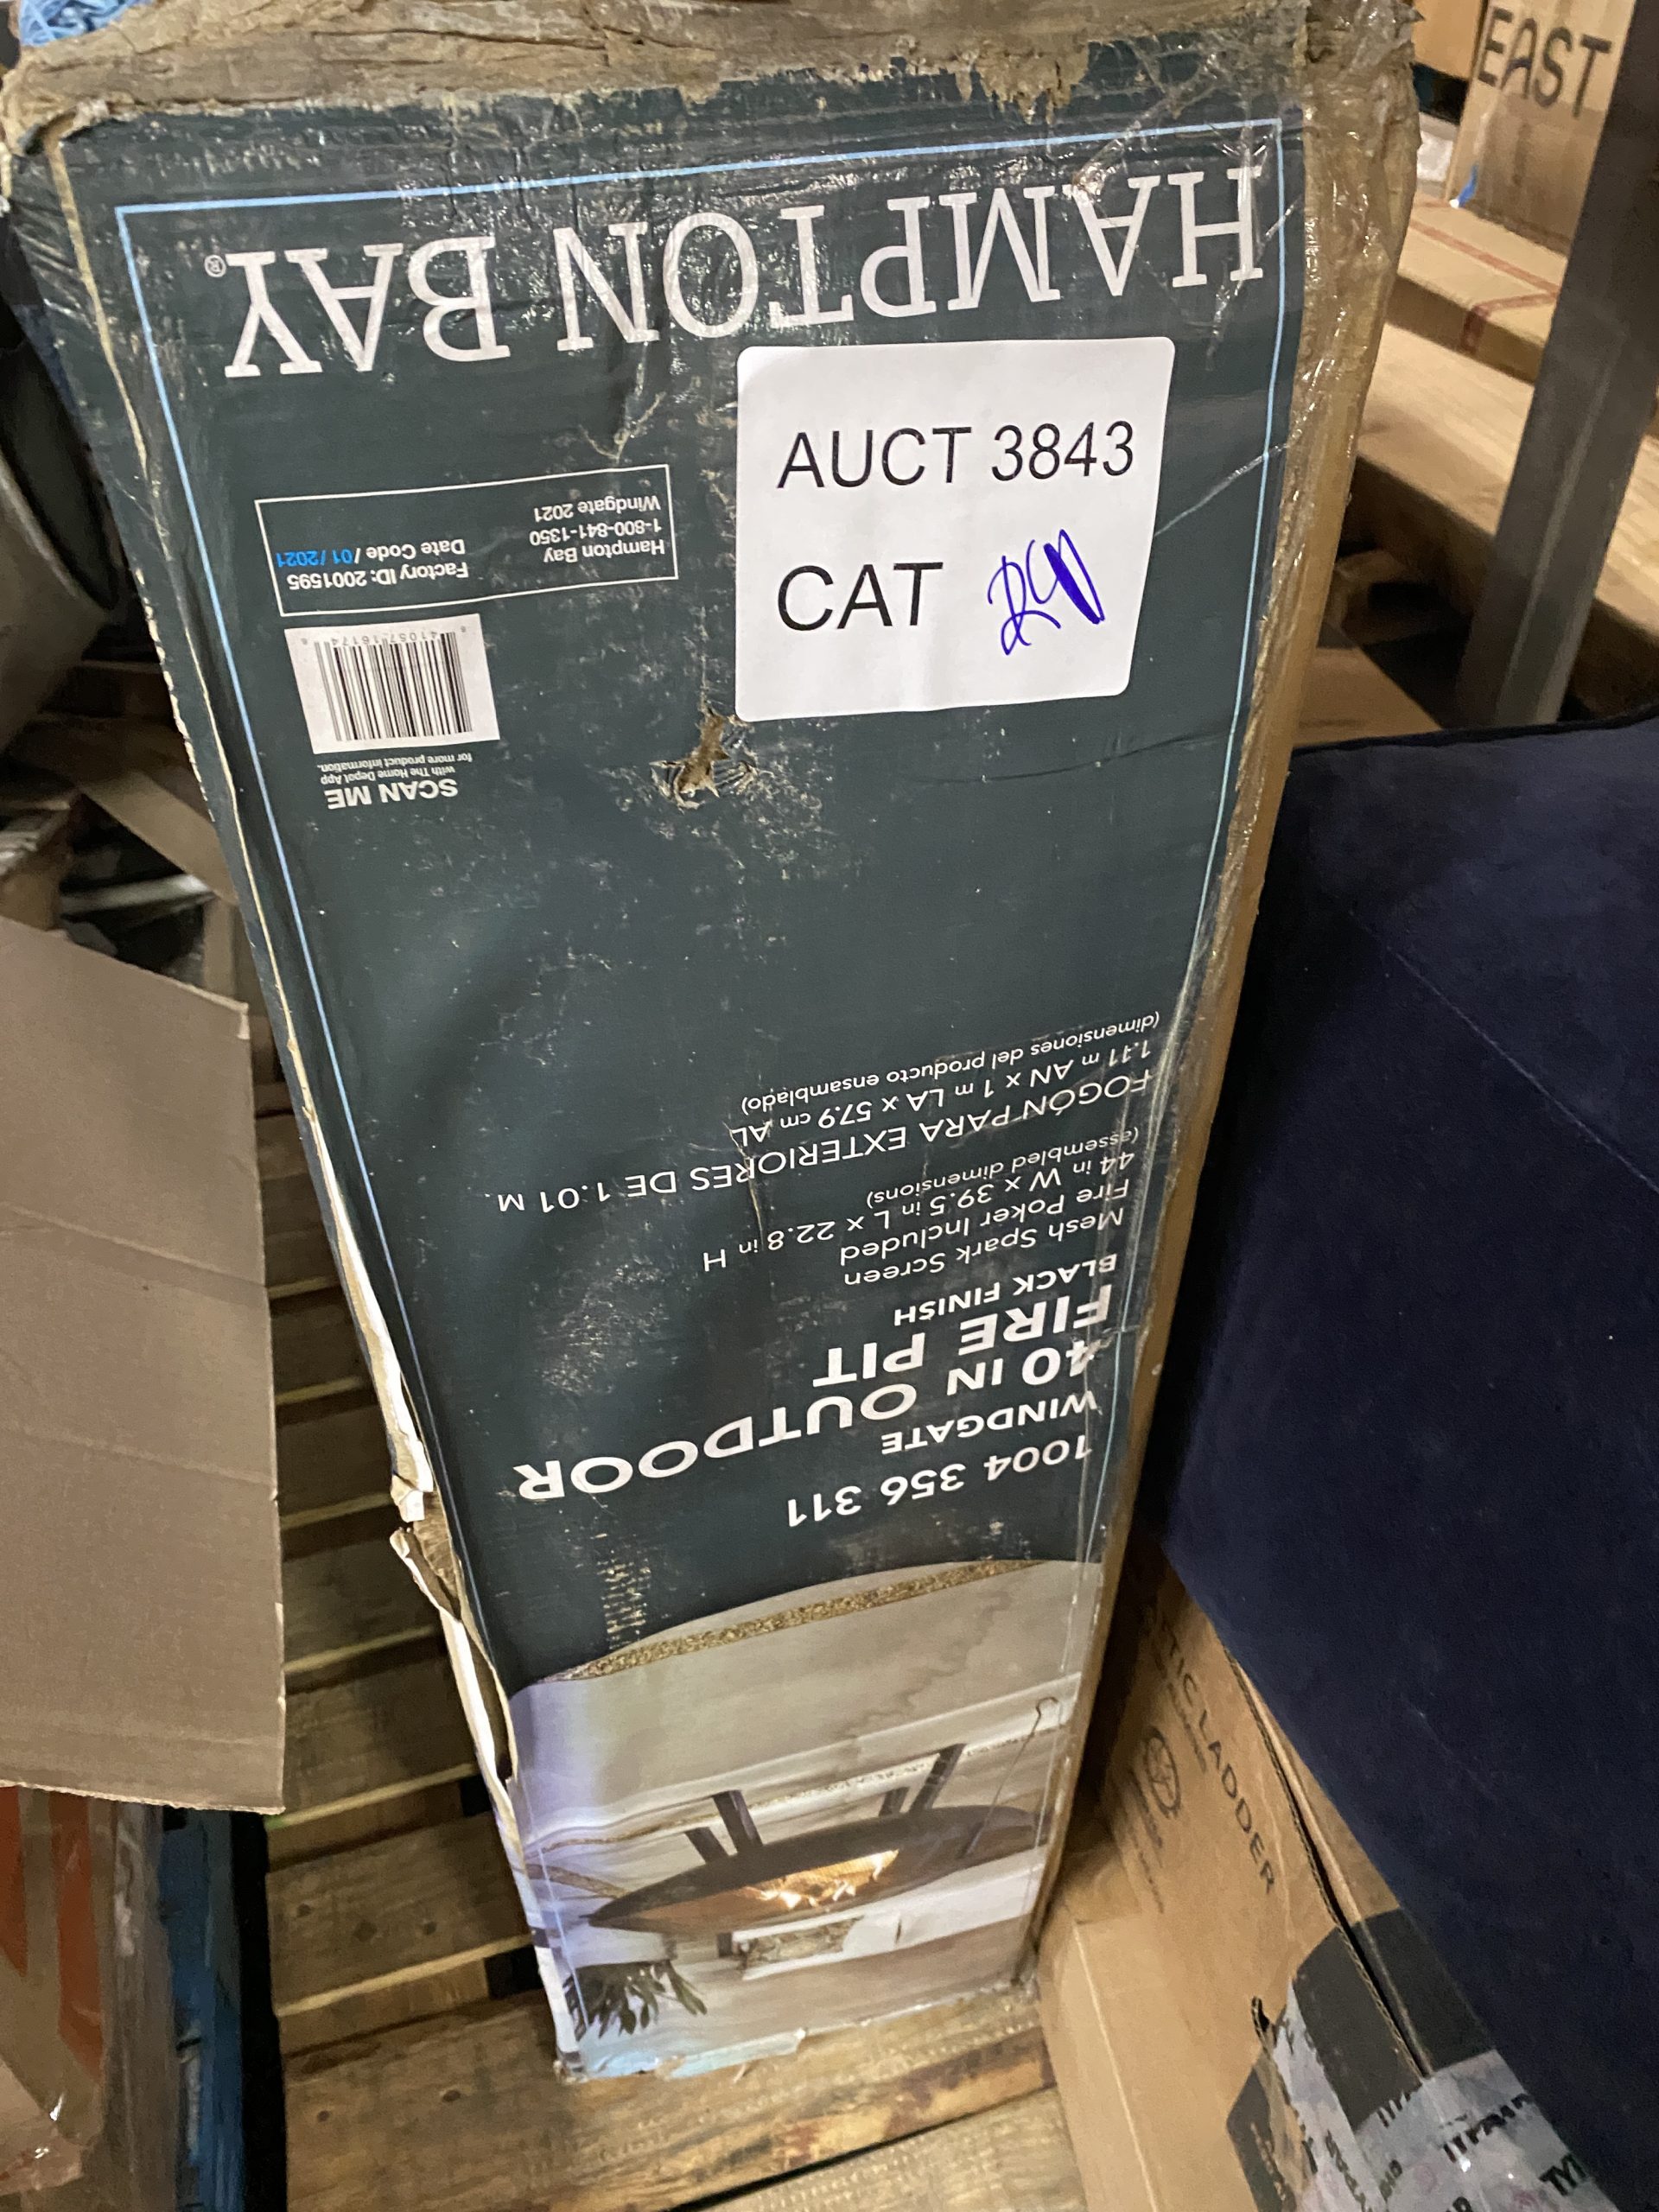 HAMPTON BAY®
AUCT 3843
CAT
Hampton Bay
1-800-841-1350
Windgate 2021
Factory ID: 2001595
Date Code / 01 / 2021
SCAN ME
with The Home Depot App
for more product information.
1004 356 311
WINDGATE
40 IN OUTDOOR
FIRE PIT
BLACK FINISH
Mesh Spark Screen
Fire Poker Included
44 in W x 39.5 in L x 22.8 in H
(assembled dimensions)
FOGÓN PARA EXTERIORES DE 1.01 M
1.11 m AN x 1 m LA x 57.9 cm AL
(dimensiones del producto ensamblado)
EAST
LADDER